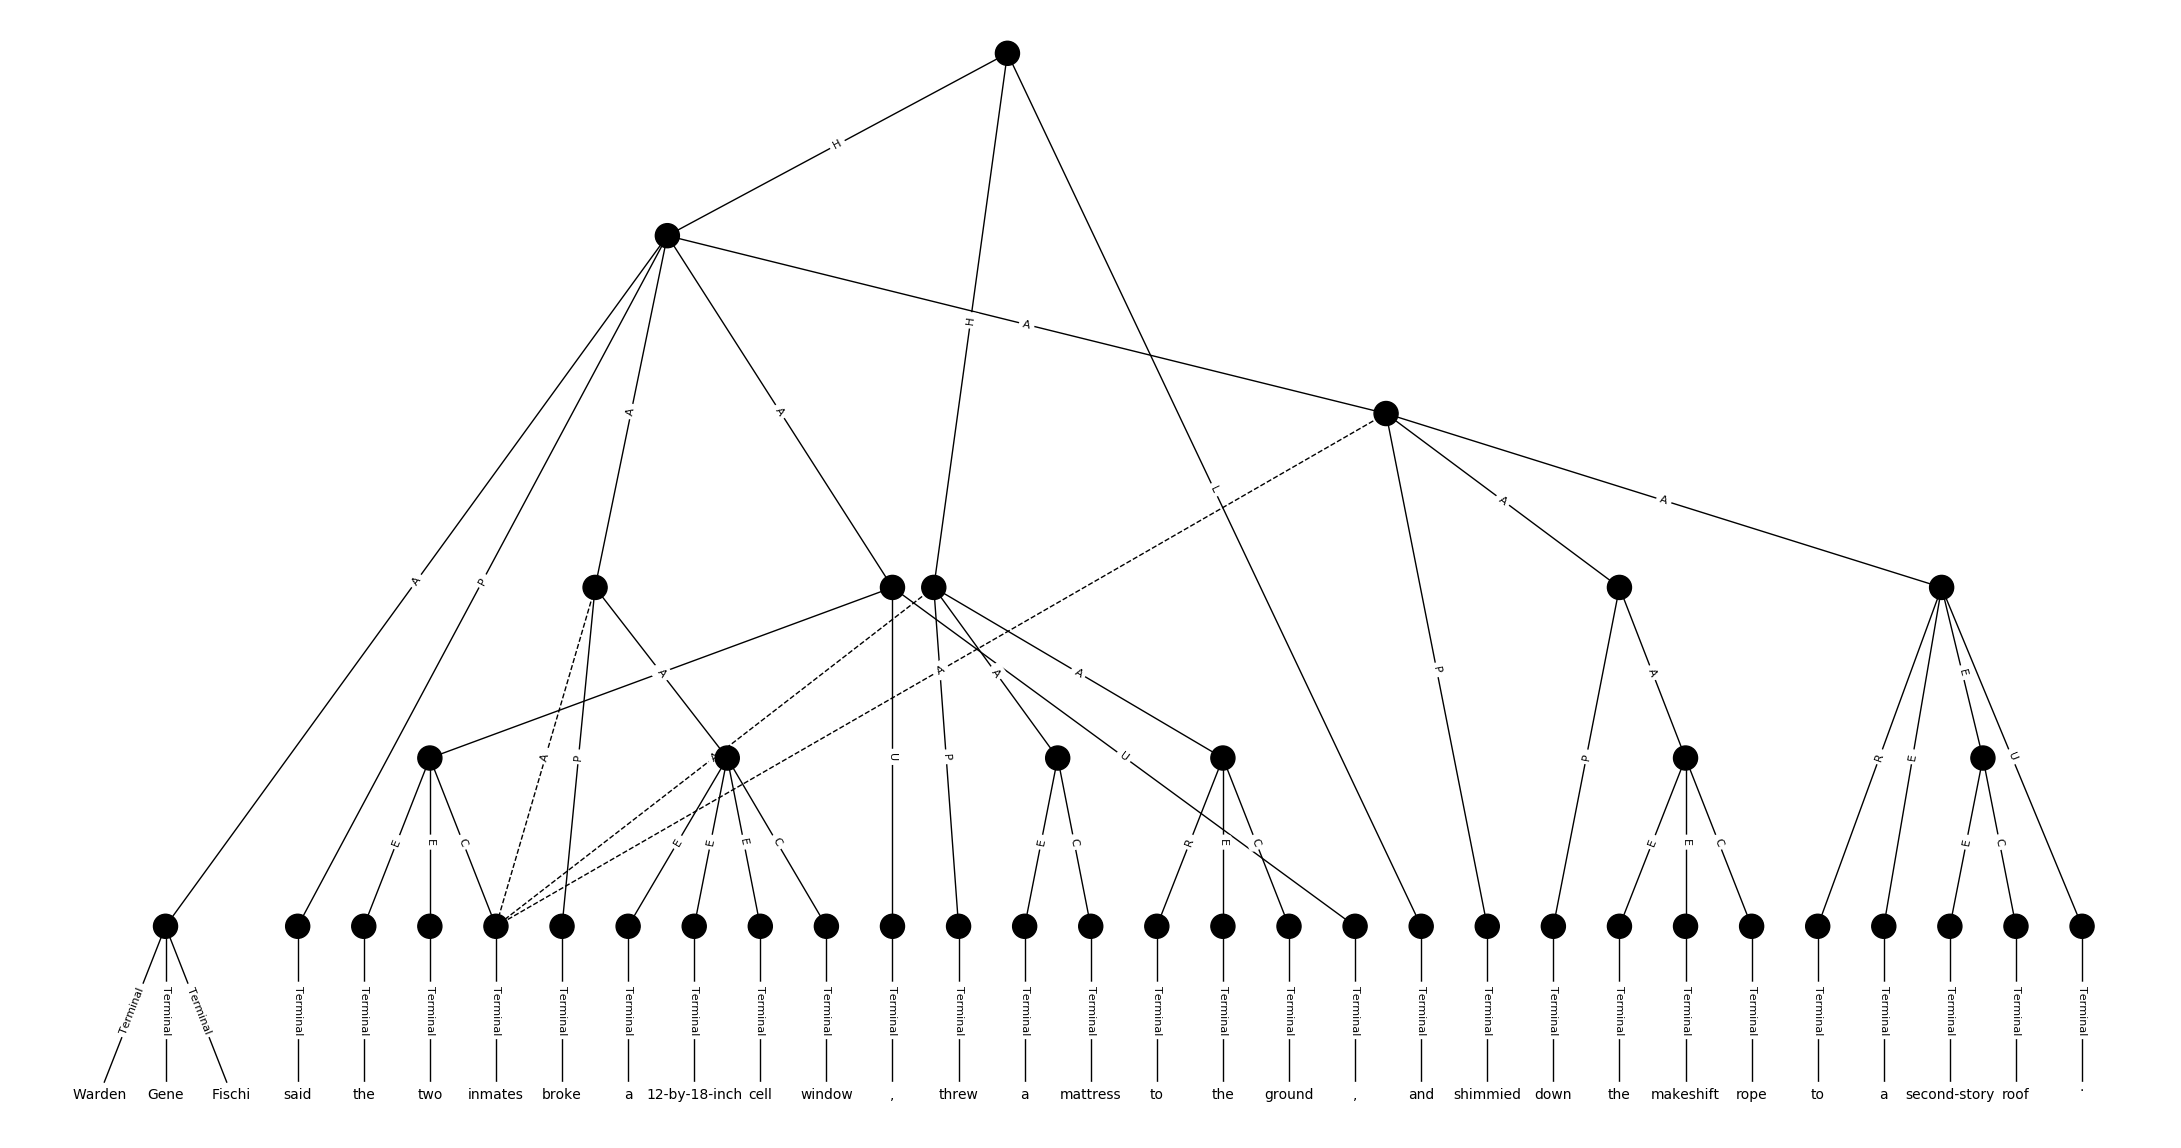 H
H A
A A
L
A A
A P
P A A A A A A
R E E U
A P U P U P
E E C E E E C E C R E C E E C E C
Terminal Terminal Terminal Terminal Terminal Terminal Terminal Terminal Terminal Terminal Terminal Terminal Terminal Terminal Terminal Terminal Terminal Terminal Terminal Terminal Terminal Terminal Terminal Terminal Terminal Terminal Terminal Terminal Terminal Terminal Terminal
Warden Gene Fischi said the two inmates broke a 12-by-18-inch cell window , threw a mattress to the ground , and shimmied down the makeshift rope to a second-story roof .